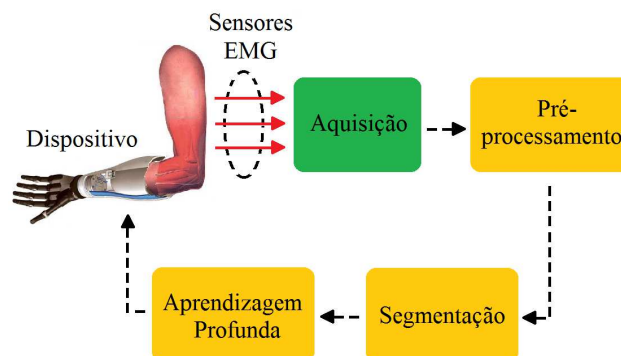 Sensores
EMG
Dispositivo
Aquisição
Pré-
processamento
Segmentação
Aprendizagem
Profunda